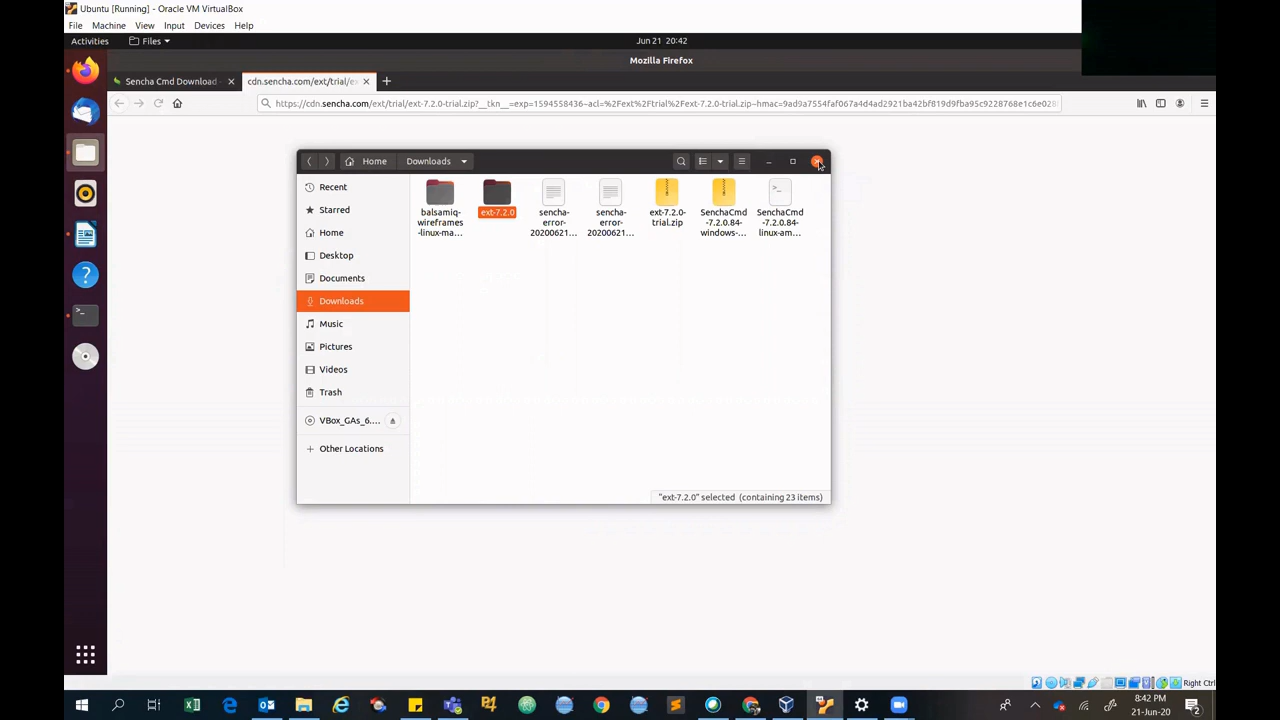 Ubuntu [Running] - Oracle VM VirtualBox
File Machine View Input Devices Help
Activities Files Jun 21 20:42
Mozilla Firefox
Sencha Cmd Download cdn.sencha.com/ext/trial/e
https://cdn.sencha.com/ext/trial/ext-7.2.0-trial.zip?__tkn__=exp=1594558436~acl=%2Fext%2Ftrial%2Fext-7.2.0-trial.zip~hmac=9ad9a7554faf067a4d4ad2921ba42bf819d9fba95c9228768e1c6e028
Home Downloads
Recent
Starred
Home
Desktop
Documents
Downloads
Music
Pictures
Videos
Trash
VBox_GAs_6....
Other Locations
balsamiq-
wireframes
-linux-ma...
ext-7.2.0
sencha-
error-
20200621...
sencha-
error-
20200621...
ext-7.2.0-
trial.zip
SenchaCmd
-7.2.0.84-
windows-...
SenchaCmd
-7.2.0.84-
linux-am...
"ext-7.2.0" selected (containing 23 items)
Right Ctrl
8:42 PM
21-Jun-20
2